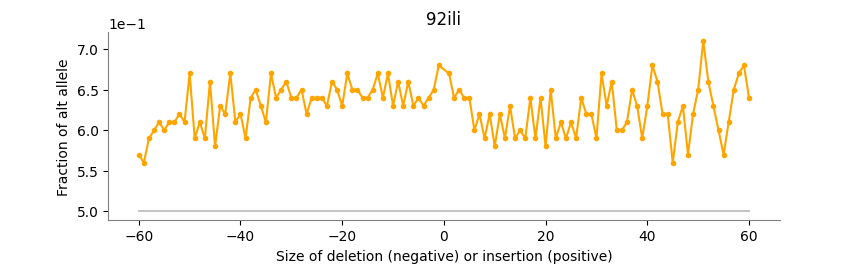 92ili
1e−1
7.0
6.5
6.0
5.5
5.0
Fraction of alt allele
−60 −40 −20 0 20 40 60
Size of deletion (negative) or insertion (positive)